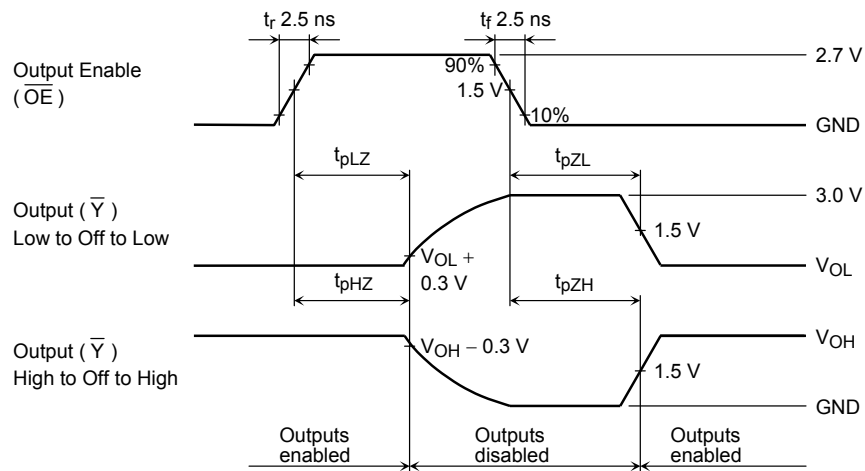 tr 2.5 ns
tf 2.5 ns
Output Enable
( OE )
90%
1.5 V
10%
2.7 V
GND
tpLZ
tpZL
Output ( Y )
Low to Off to Low
3.0 V
1.5 V
VOL +
0.3 V
VOL
tpHZ
tpZH
Output ( Y )
High to Off to High
VOH – 0.3 V
VOH
1.5 V
GND
Outputs
enabled
Outputs
disabled
Outputs
enabled